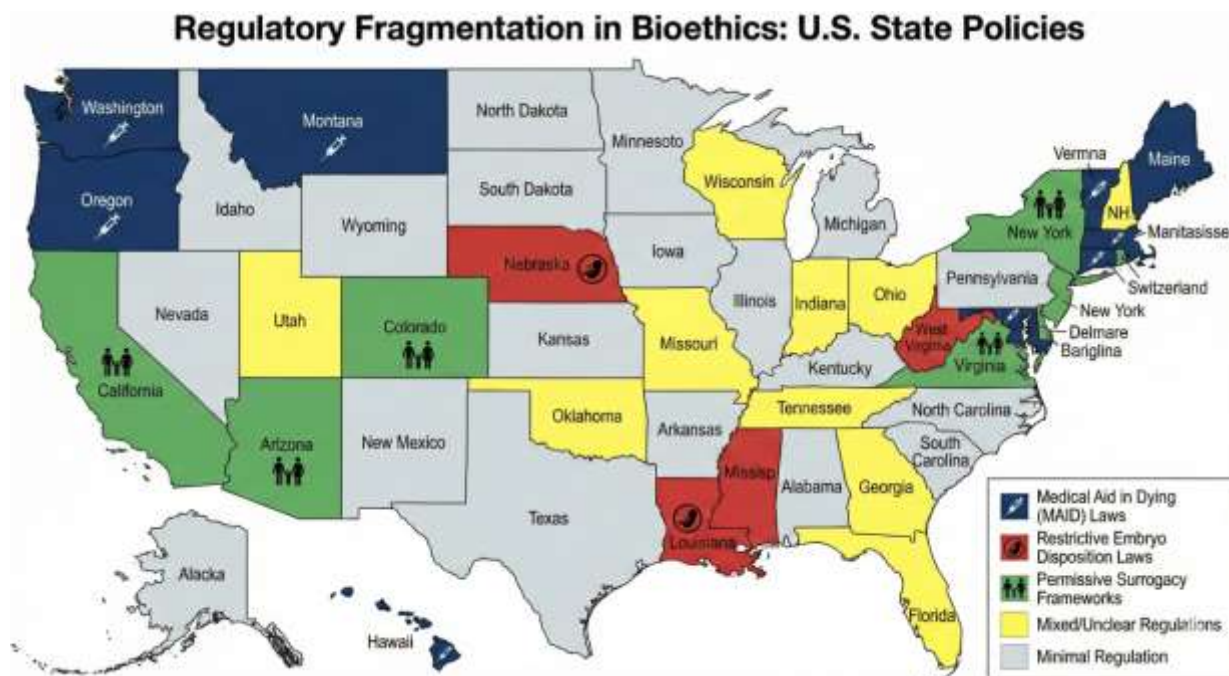 Regulatory Fragmentation in Bioethics: U.S. State Policies
Washington
Montana
North Dakota
Minnesoto
Vermna
Maine
Oregon
Idaho
South Dakota
Wisconsin
Michigan
New York
NH
Manitasisse
Wyoming
Nebraska
Iowa
Pennsylvania
Switzerland
Nevada
Utah
Colorado
Illinois
Indiana
Ohio
New York
Delmare
Bariglina
California
Kansas
Missouri
West
Virginia
Virginia
Kentucky
Arizona
New Mexico
Oklahoma
Arkansas
Tennessee
North Carolina
South
Carolina
Texas
Louisiana
Missisp
Alabama
Georgia
Florida
Alacka
Hawaii
Medical Aid in Dying
(MAID) Laws
Restrictive Embryo
Disposition Laws
Permissive Surrogacy
Frameworks
Mixed/Unclear Regulations
Minimal Regulation